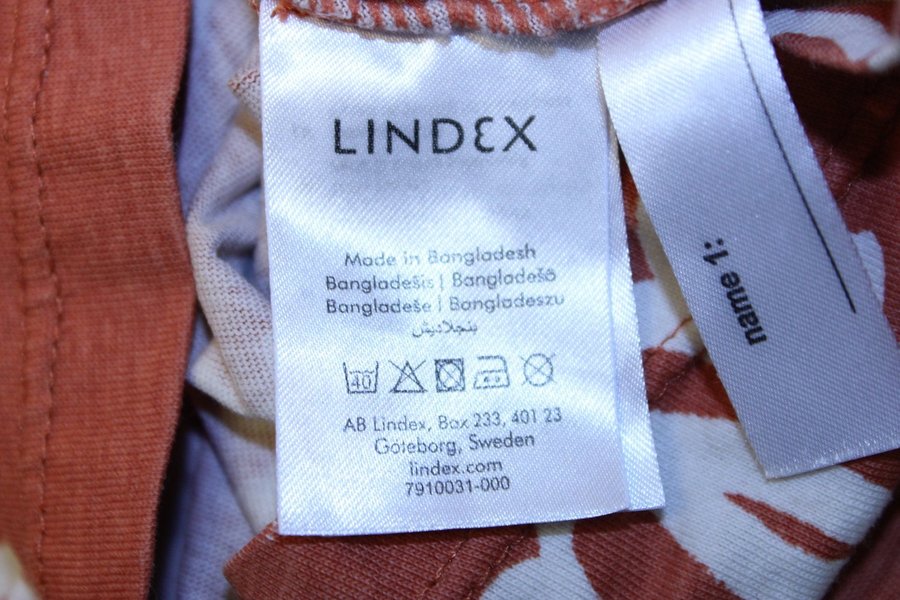 LINDEX
Made in Bangladesh
Bangladešis | Bangladešā
Bangladeše | Bangladeszu
بنجلاديش
40
AB Lindex, Box 233, 401 23
Göteborg, Sweden
lindex.com
7910031-000
name 1: